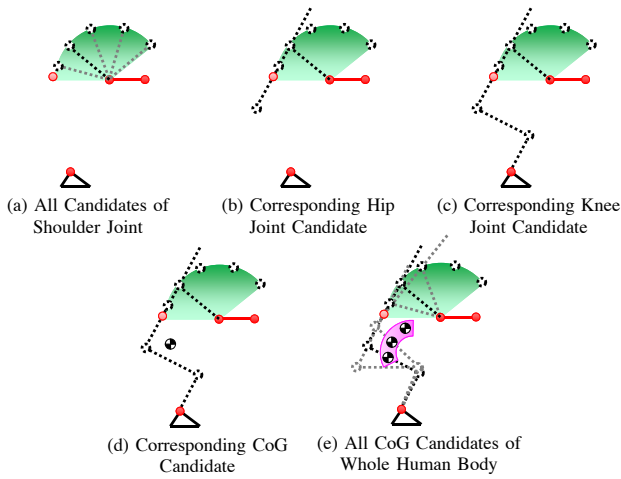 (a) All Candidates of
Shoulder Joint
(b) Corresponding Hip
Joint Candidate
(c) Corresponding Knee
Joint Candidate
(d) Corresponding CoG
Candidate
(e) All CoG Candidates of
Whole Human Body